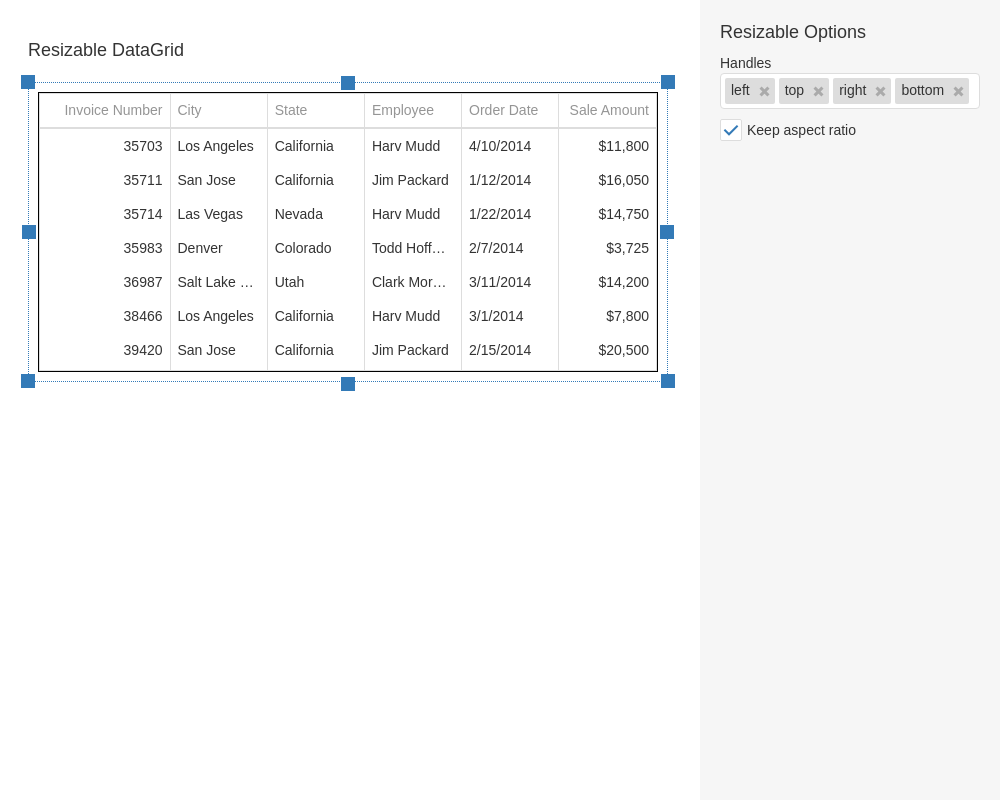 Resizable DataGrid
Invoice Number City State Employee Order Date Sale Amount
35703 Los Angeles California Harv Mudd 4/10/2014 $11,800
35711 San Jose California Jim Packard 1/12/2014 $16,050
35714 Las Vegas Nevada Harv Mudd 1/22/2014 $14,750
35983 Denver Colorado Todd Hoff… 2/7/2014 $3,725
36987 Salt Lake … Utah Clark Mor… 3/11/2014 $14,200
38466 Los Angeles California Harv Mudd 3/1/2014 $7,800
39420 San Jose California Jim Packard 2/15/2014 $20,500
Resizable Options
Handles
left top right bottom
Keep aspect ratio